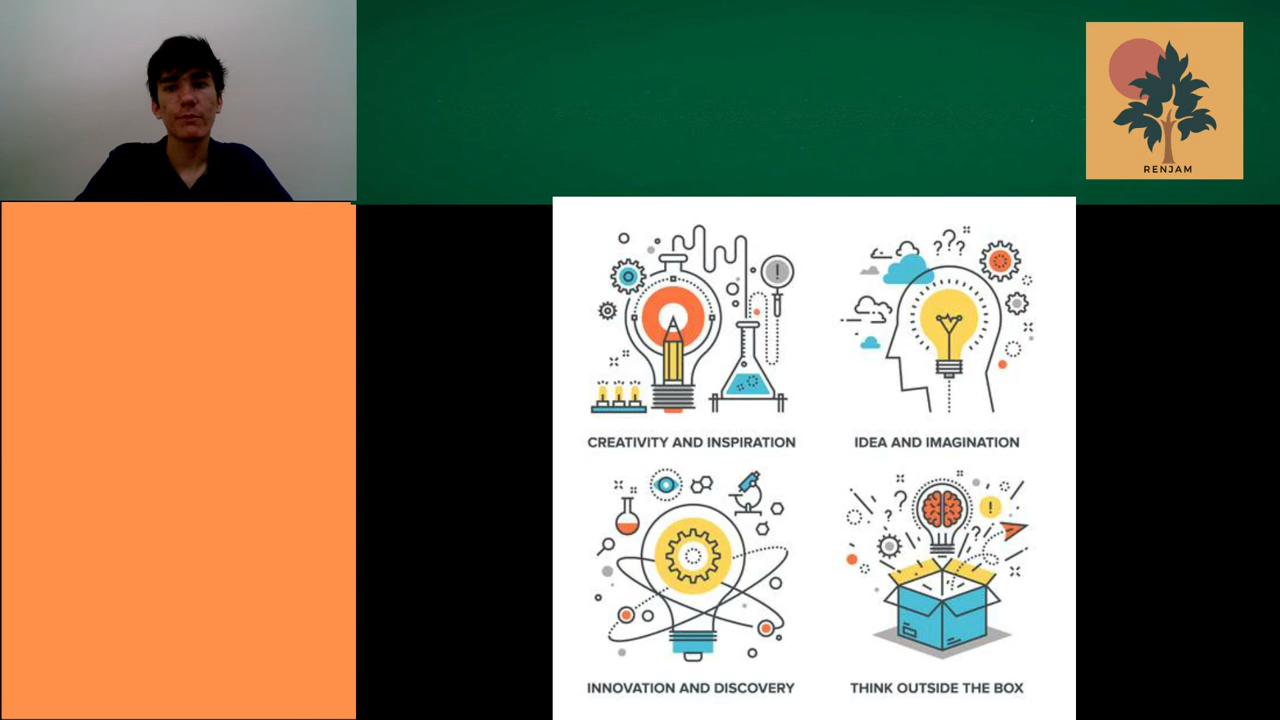 RENJAM
CREATIVITY AND INSPIRATION
IDEA AND IMAGINATION
INNOVATION AND DISCOVERY
THINK OUTSIDE THE BOX